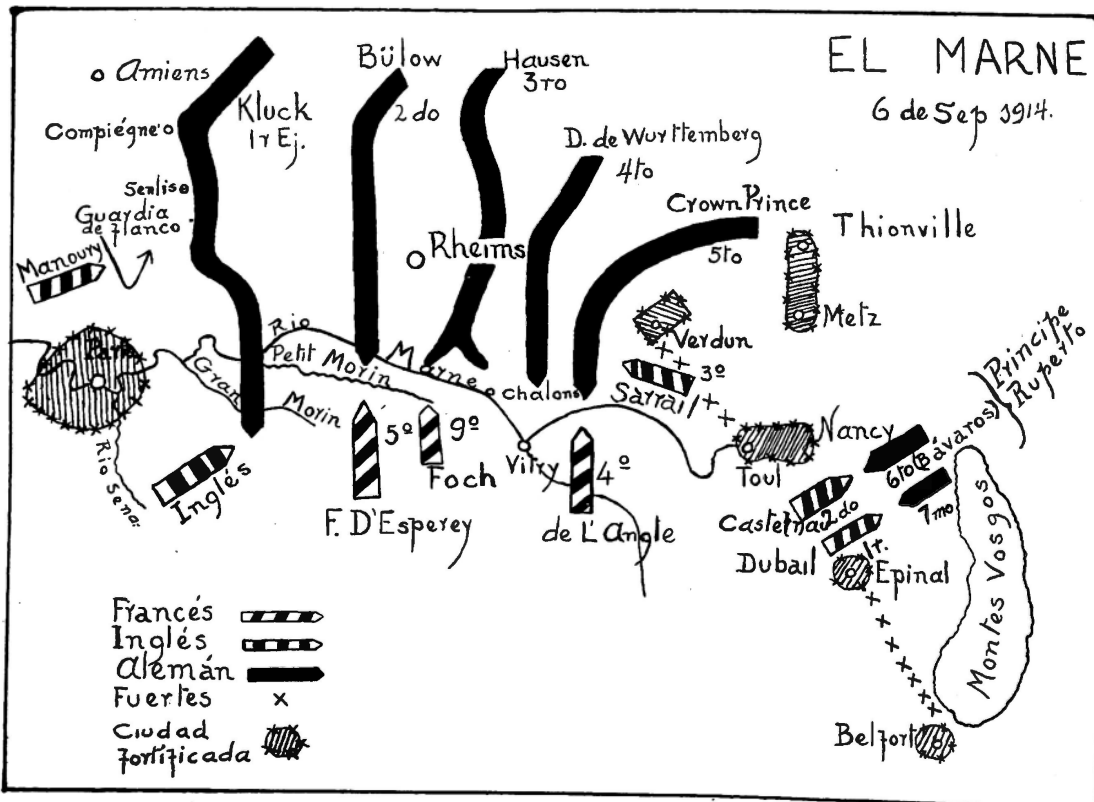 EL MARNE
6 de Sep 1914.
Amiens
Compiégne
Kluck
1r Ej.
Bülow
2do
Hausen
3ro
D. de Wurttemberg
4to
Crown Prince
5to
Thionville
Metz
Senlis
Guardia
de flanco
Manoury
Rheims
Verdun
Paris
Rio
Marne
Petit Morin
Gran
Morin
Chalons
3º
Sarrail
Principe
Ruperto
Rio Sena
Inglés
5º
F. D'Esperey
9º
Foch
Vitry
4º
de L'Angle
Toul
Nancy
6to (Bávaros)
7mo
Castelnau
2do
Dubail
1r.
Epinal
Montes Vosgos
Belfort
Francés
Inglés
Alemán
Fuertes
Ciudad
fortificada